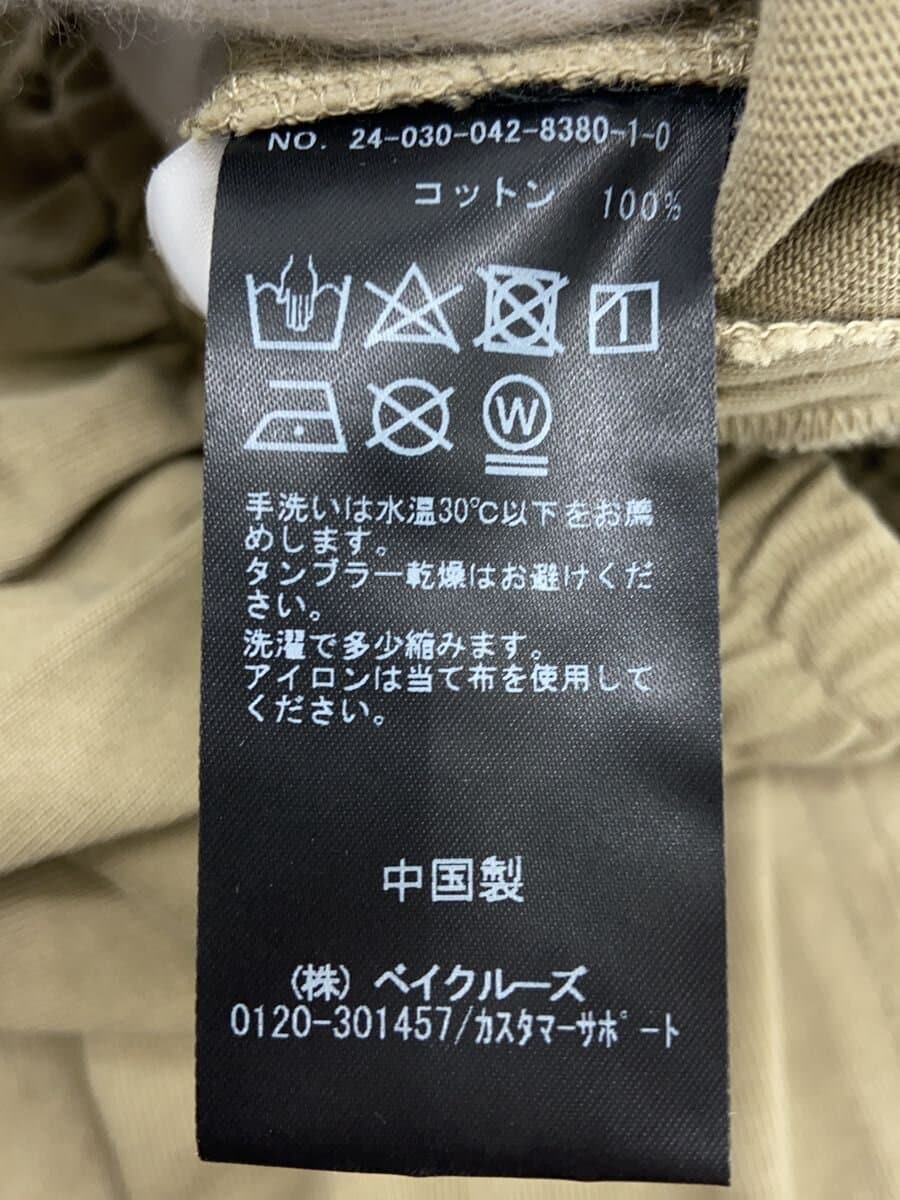 NO. 24-030-042-8380-1-0
コットン 100%
W
手洗いは水温30℃以下をお薦
めします。
タンブラー乾燥はお避けくだ
さい。
洗濯で多少縮みます。
アイロンは当て布を使用して
ください。
中国製
(株) ベイクルーズ
0120-301457/カスタマーサポート